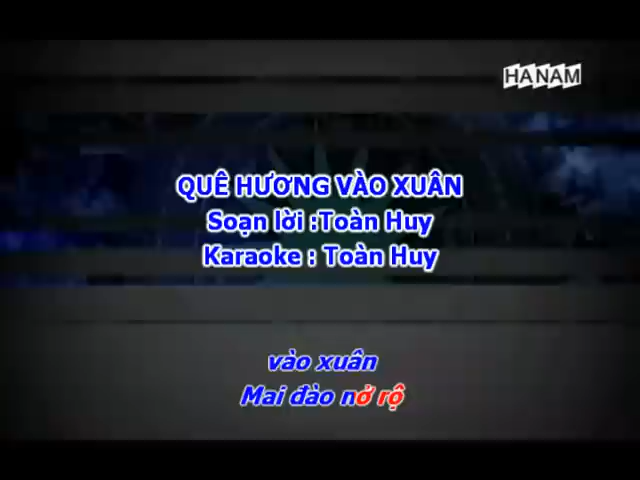 HANAM
QUÊ HƯƠNG VÀO XUÂN
Soạn lời :Toàn Huy
Karaoke : Toàn Huy
vào xuân
Mai đào nở rộ